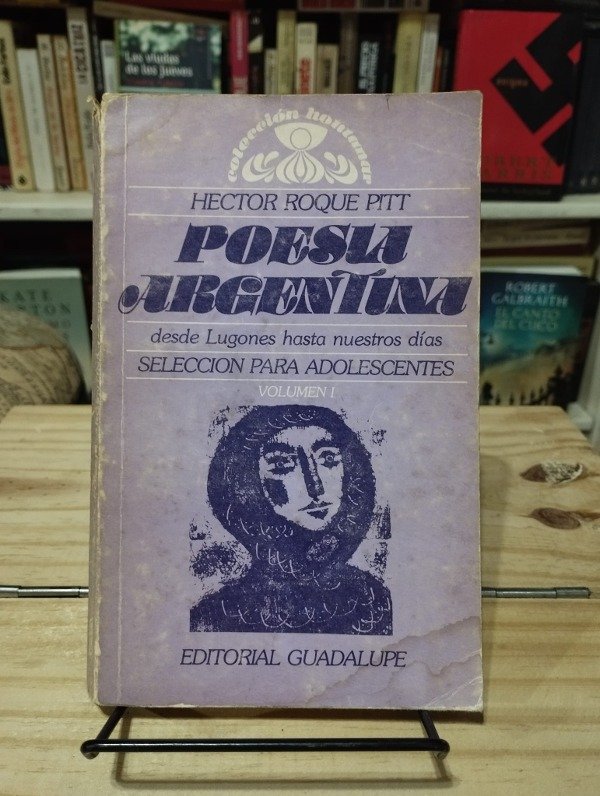 Las viudas
de los jueves
colección hontanar
HECTOR ROQUE PITT
POESIA
ARGENTINA
desde Lugones hasta nuestros días
SELECCION PARA ADOLESCENTES
VOLUMEN I
EDITORIAL GUADALUPE
KATE
ROBERT
GALBRAITH
EL CANTO
DEL CUCO